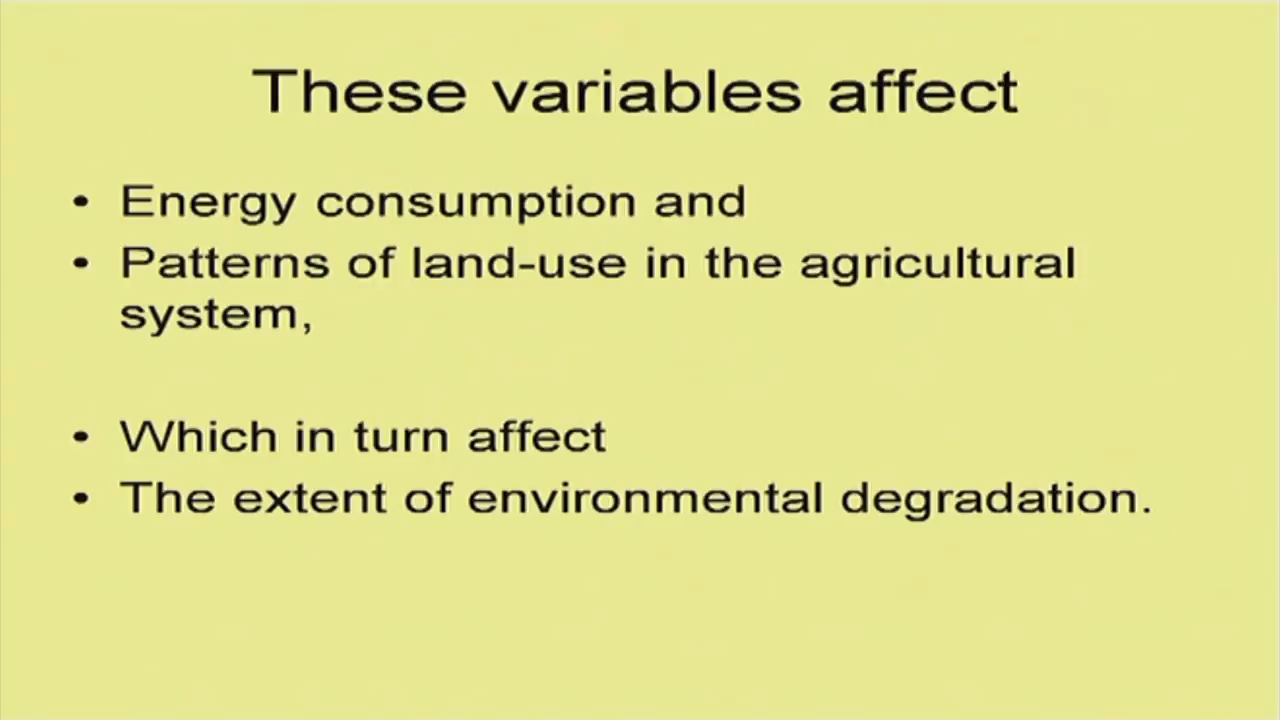 These variables affect
• Energy consumption and
• Patterns of land-use in the agricultural
system,
• Which in turn affect
• The extent of environmental degradation.